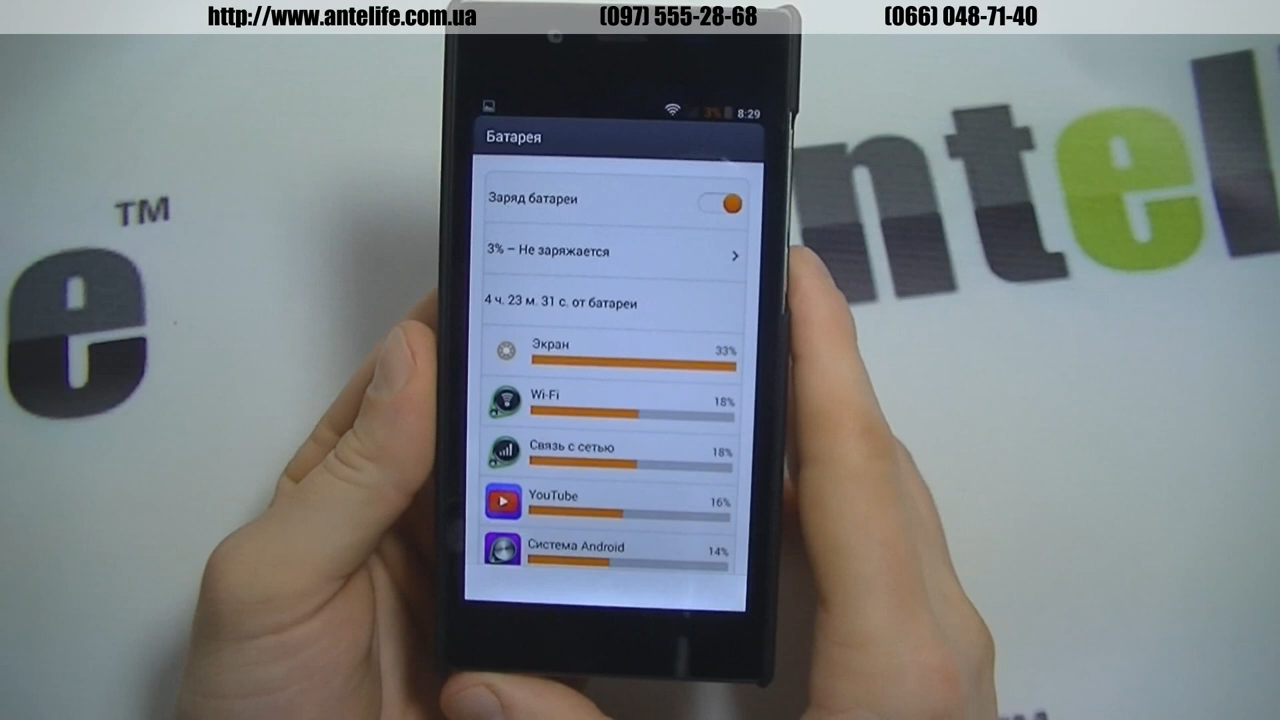 http://www.antelife.com.ua (097) 555-28-68 (066) 048-71-40
3% 8:29
Батарея
Заряд батареи
3% – Не заряжается
4 ч. 23 м. 31 с. от батареи
Экран 33%
Wi-Fi 18%
Связь с сетью 18%
YouTube 16%
Система Android 14%
e™
antel
TM